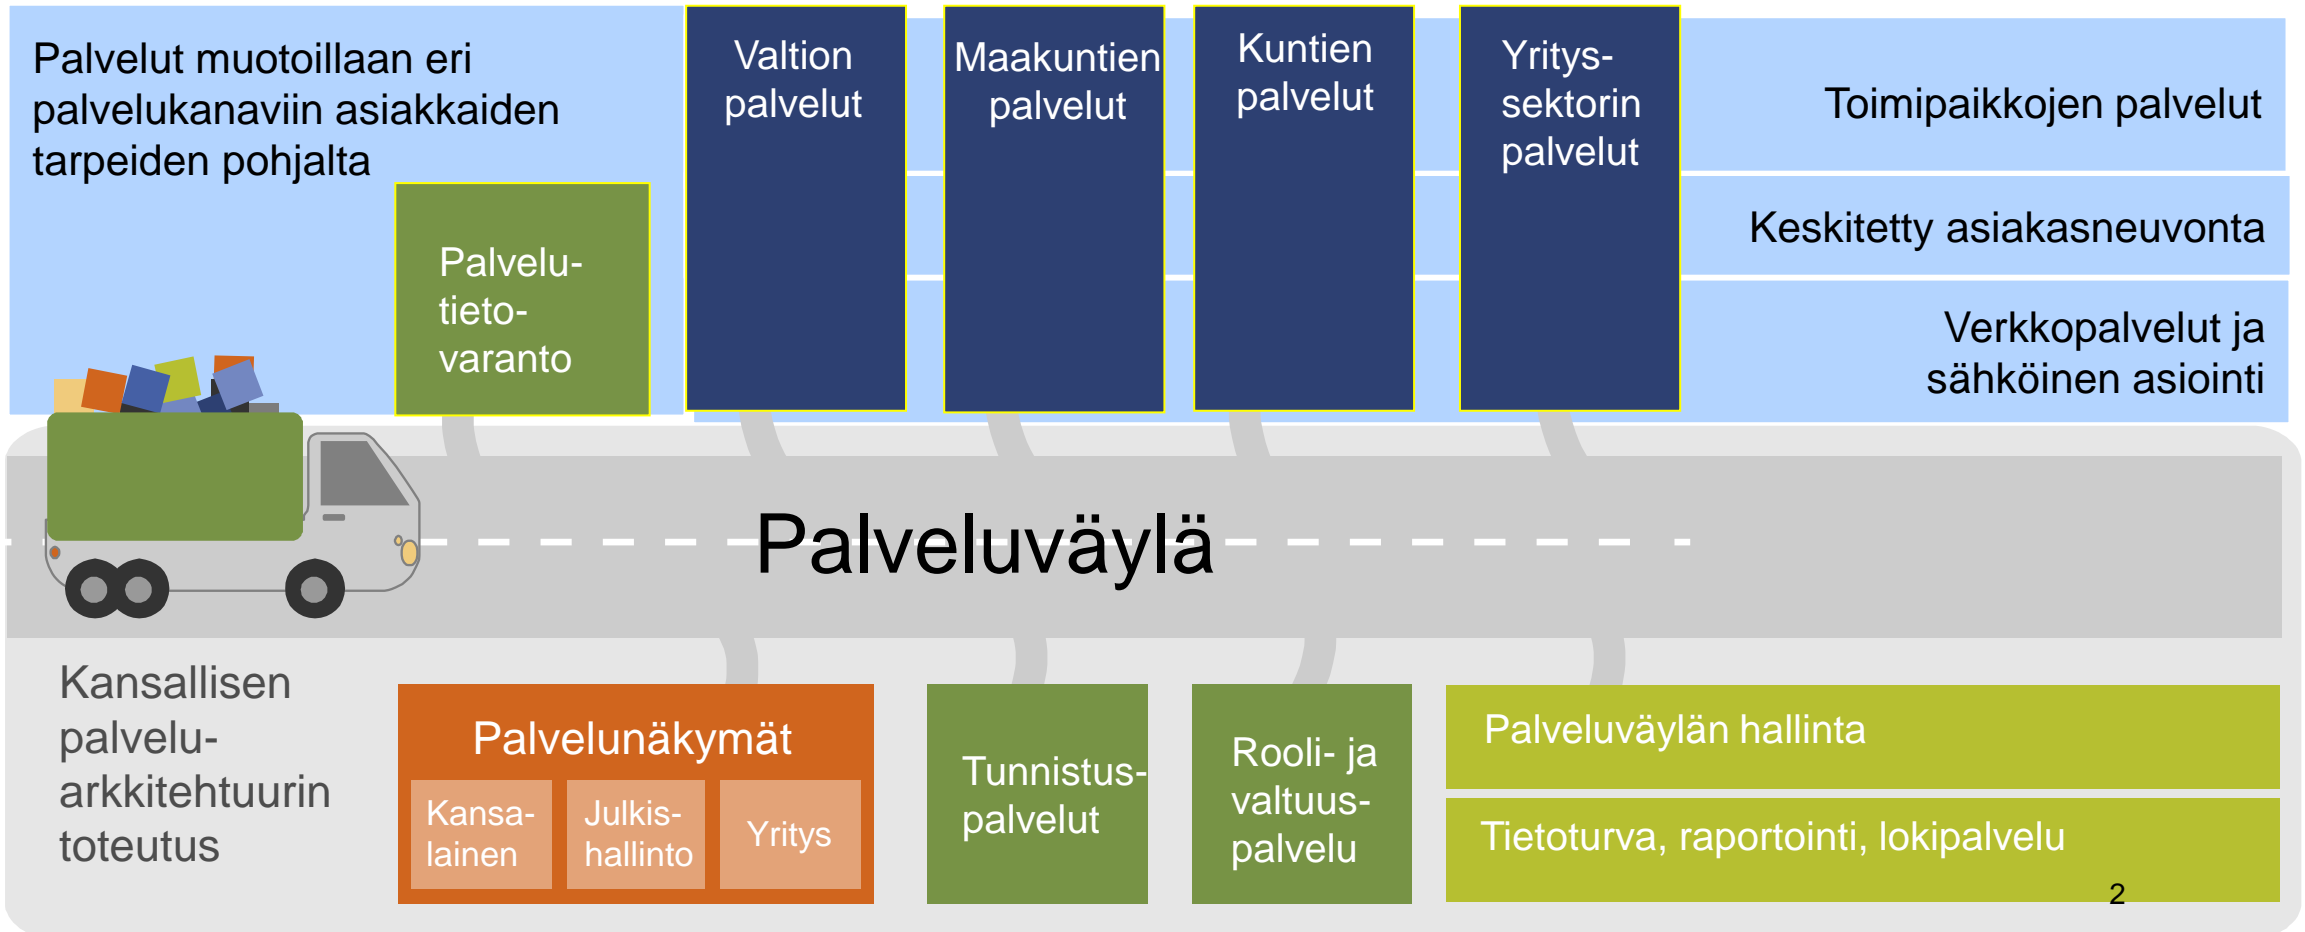 Palvelut muotoillaan eri
palvelukanaviin asiakkaiden
tarpeiden pohjalta
Palvelu-
tieto-
varanto
Valtion
palvelut
Maakuntien
palvelut
Kuntien
palvelut
Yritys-
sektorin
palvelut
Toimipaikkojen palvelut
Keskitetty asiakasneuvonta
Verkkopalvelut ja
sähköinen asiointi
Palveluväylä
Kansallisen
palvelu-
arkkitehtuurin
toteutus
Palvelunäkymät
Kansa-
lainen
Julkis-
hallinto
Yritys
Tunnistus-
palvelut
Rooli- ja
valtuus-
palvelu
Palveluväylän hallinta
Tietoturva, raportointi, lokipalvelu
2